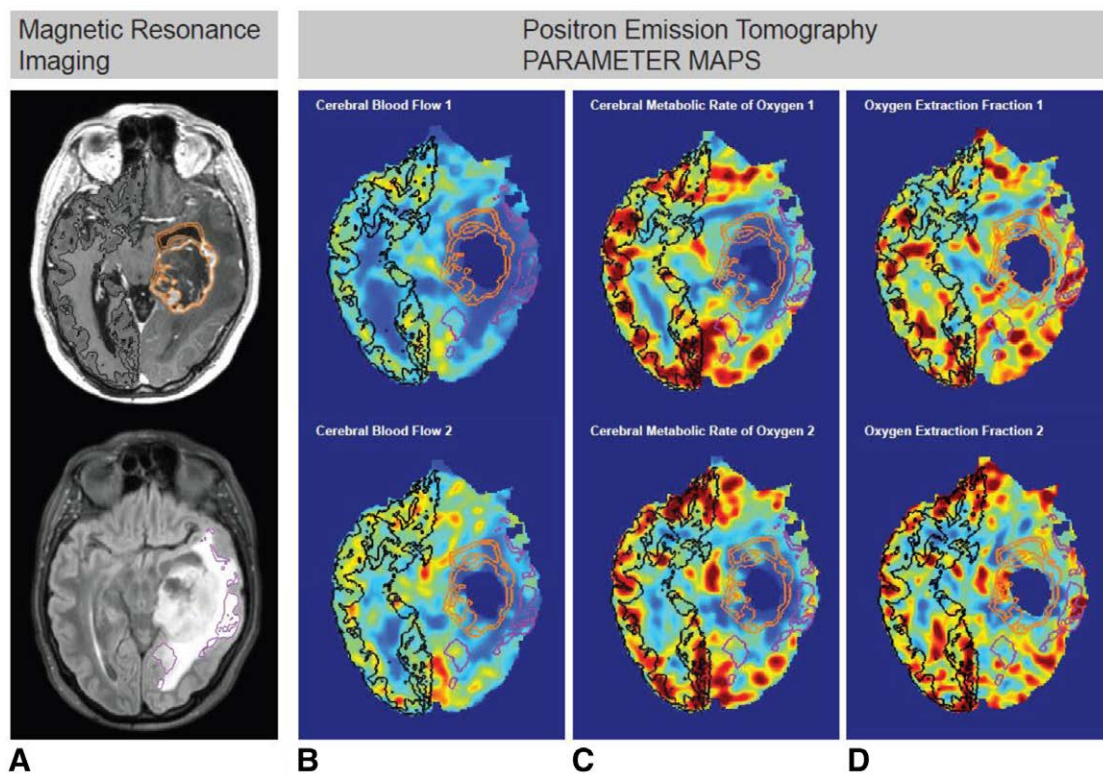 Magnetic Resonance
Imaging
Positron Emission Tomography
PARAMETER MAPS
Cerebral Blood Flow 1
Cerebral Metabolic Rate of Oxygen 1
Oxygen Extraction Fraction 1
Cerebral Blood Flow 2
Cerebral Metabolic Rate of Oxygen 2
Oxygen Extraction Fraction 2
A
B
C
D